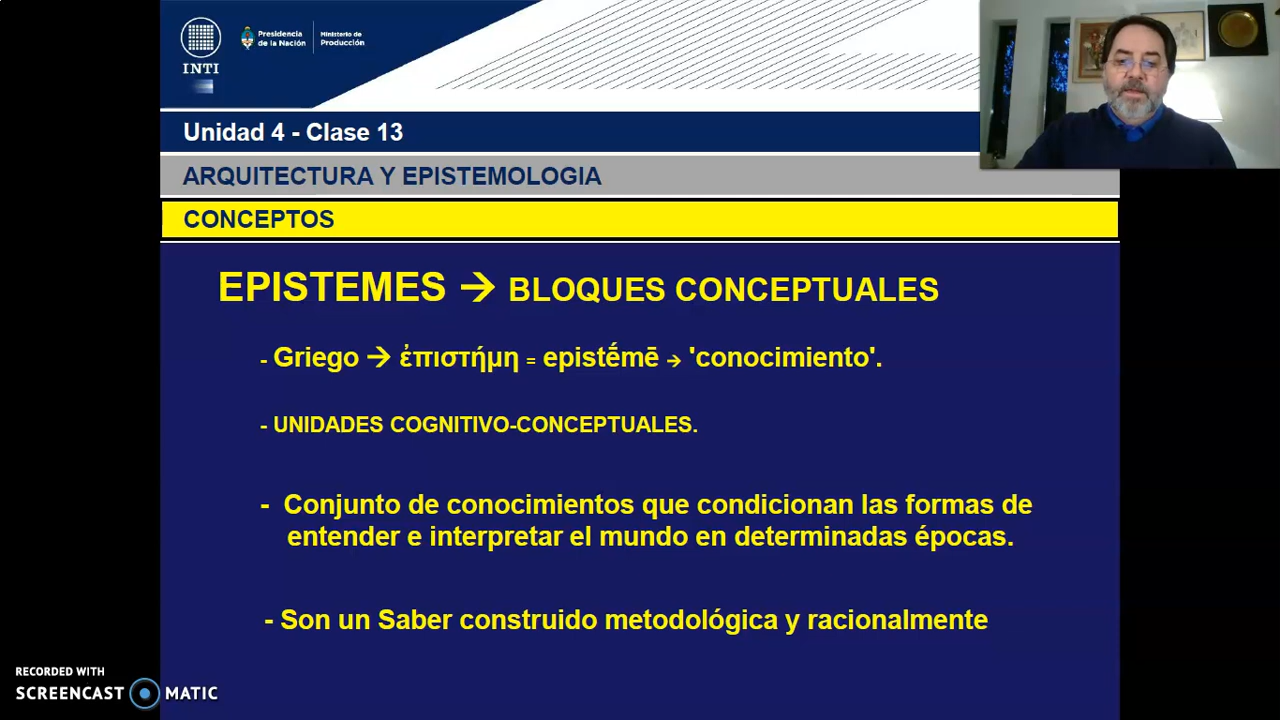 INTI
Presidencia
de la Nación
Ministerio de
Producción
Unidad 4 - Clase 13
ARQUITECTURA Y EPISTEMOLOGIA
CONCEPTOS
EPISTEMES → BLOQUES CONCEPTUALES
- Griego → ἐπιστήμη = epistḗmē → 'conocimiento'.
- UNIDADES COGNITIVO-CONCEPTUALES.
- Conjunto de conocimientos que condicionan las formas de
entender e interpretar el mundo en determinadas épocas.
- Son un Saber construido metodológica y racionalmente
RECORDED WITH
SCREENCAST MATIC